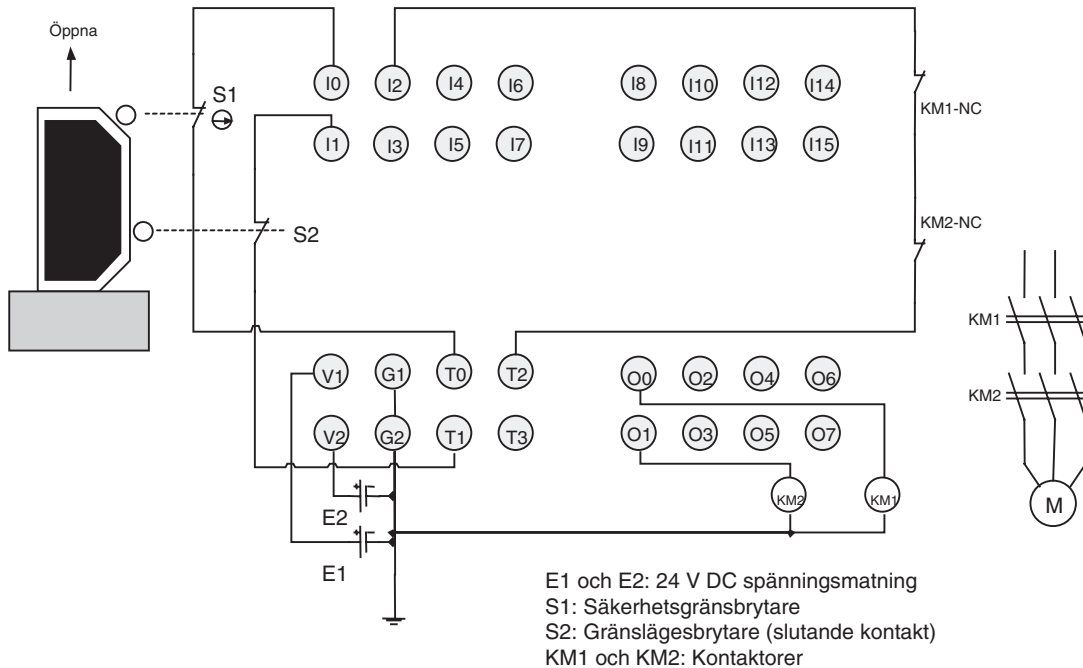 Öppna
S1
I0 I2 I4 I6 I8 I10 I12 I14
KM1-NC
I1 I3 I5 I7 I9 I11 I13 I15
S2
KM2-NC
KM1
V1 G1 T0 T2 O0 O2 O4 O6
KM2
V2 G2 T1 T3 O1 O3 O5 O7
E2
KM2 KM1
M
E1
E1 och E2: 24 V DC spänningsmatning
S1: Säkerhetsgränsbrytare
S2: Gränslägesbrytare (slutande kontakt)
KM1 och KM2: Kontaktorer